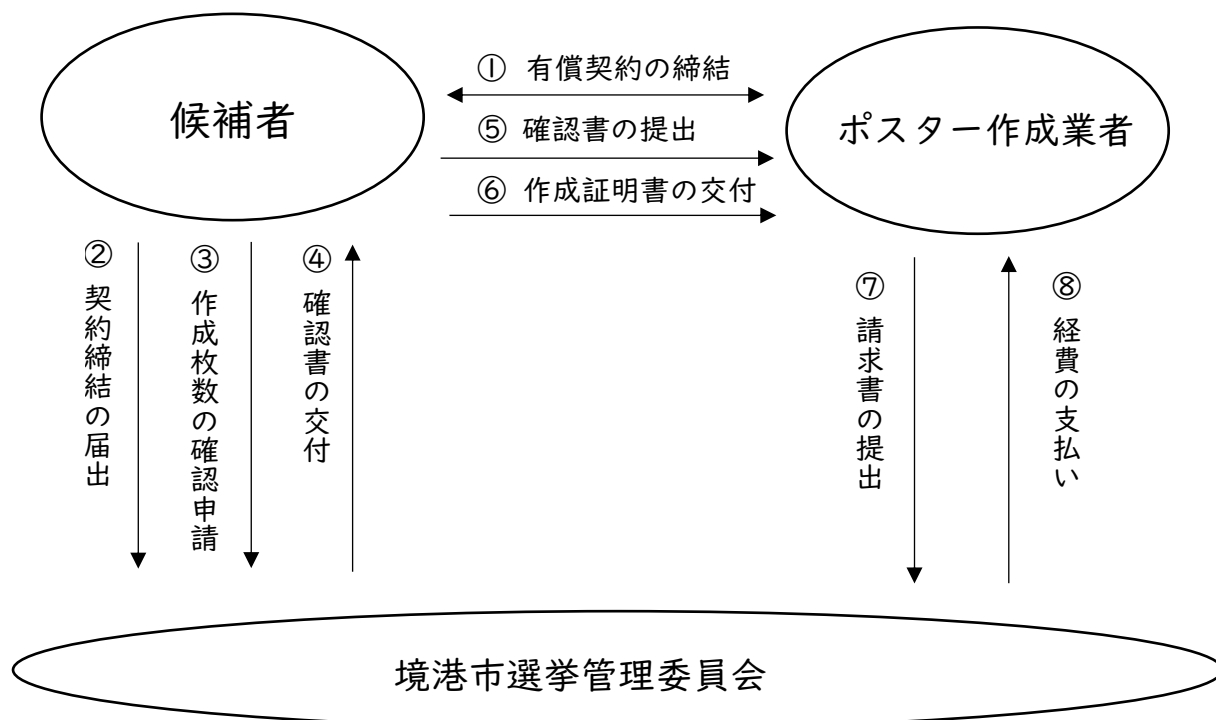 ① 有償契約の締結
候補者
⑤ 確認書の提出
ポスター作成業者
⑥ 作成証明書の交付
② 契約締結の届出
③ 作成枚数の確認申請
④ 確認書の交付
⑦ 請求書の提出
⑧ 経費の支払い
境港市選挙管理委員会